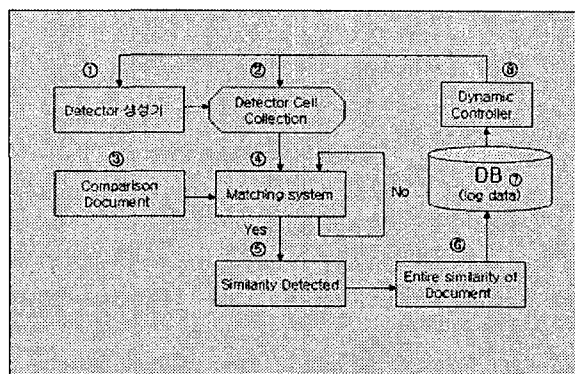 ①
Detector 생성기
②
Detector Cell
Collection
⑧
Dynamic
Controller
③
Comparison
Document
④
Matching system
No
DB ⑦
(log data)
Yes
⑤
Similarity Detected
⑥
Entire similarity of
Document